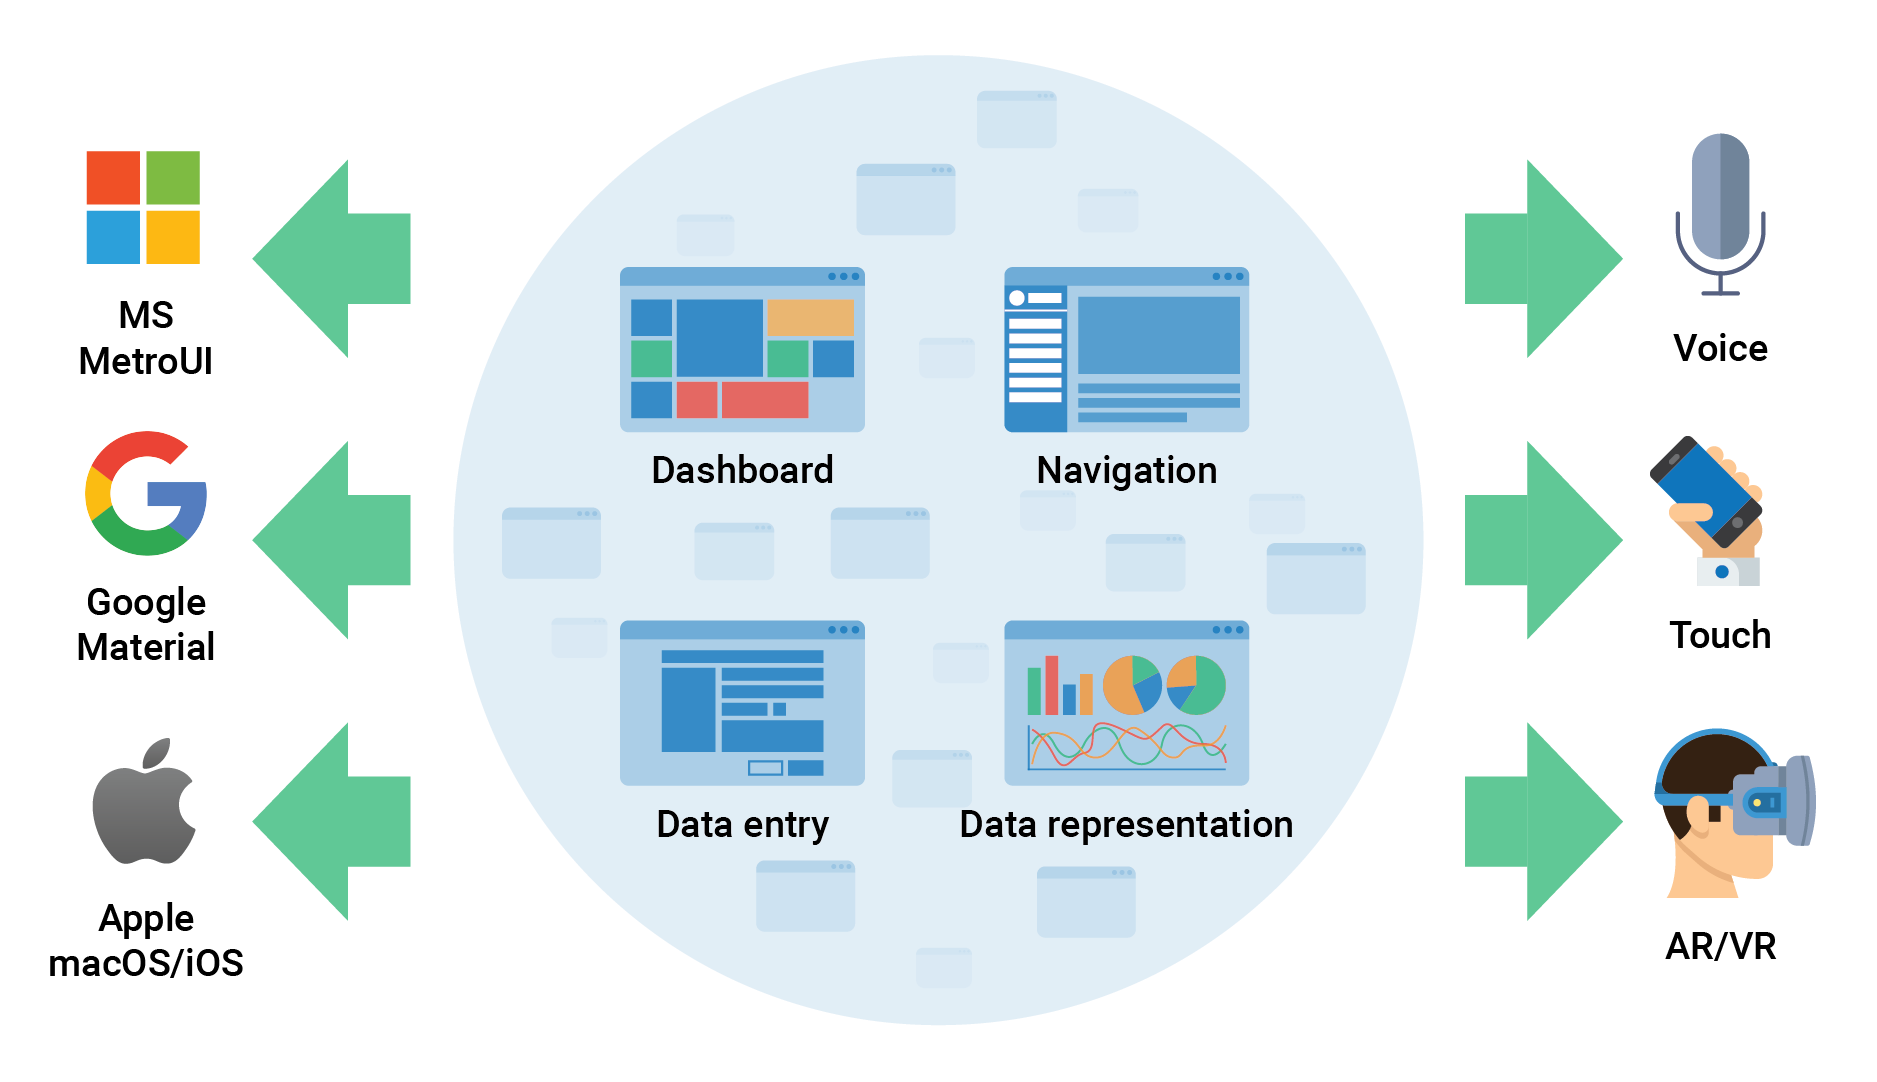 MS
MetroUI
Google
Material
Apple
macOS/iOS
Dashboard
Navigation
Data entry
Data representation
Voice
Touch
AR/VR